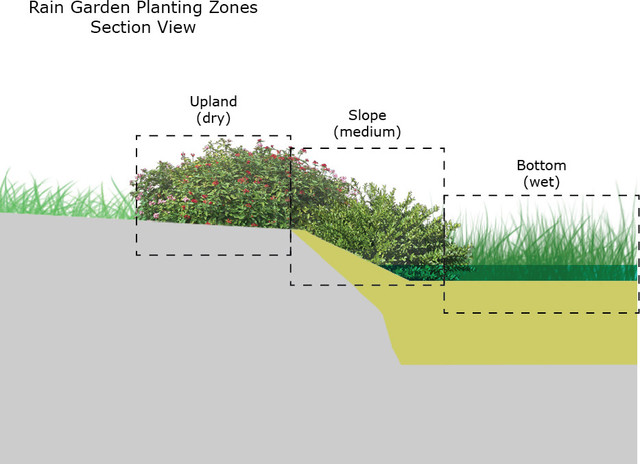 Rain Garden Planting Zones
Section View
Upland
(dry)
Slope
(medium)
Bottom
(wet)